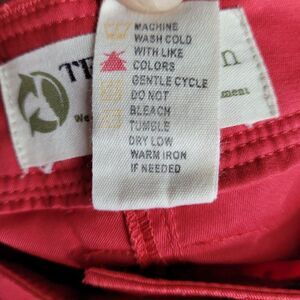 MACHINE
WASH COLD
WITH LIKE
COLORS
GENTLE CYCLE
DO NOT
BLEACH
TUMBLE
DRY LOW
WARM IRON
IF NEEDED